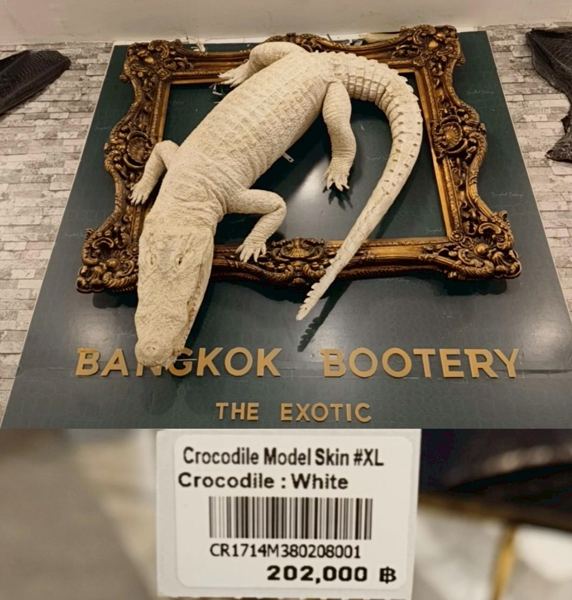 BANGKOK BOOTERY
THE EXOTIC
Crocodile Model Skin #XL
Crocodile : White
CR1714M380208001
202,000 ฿